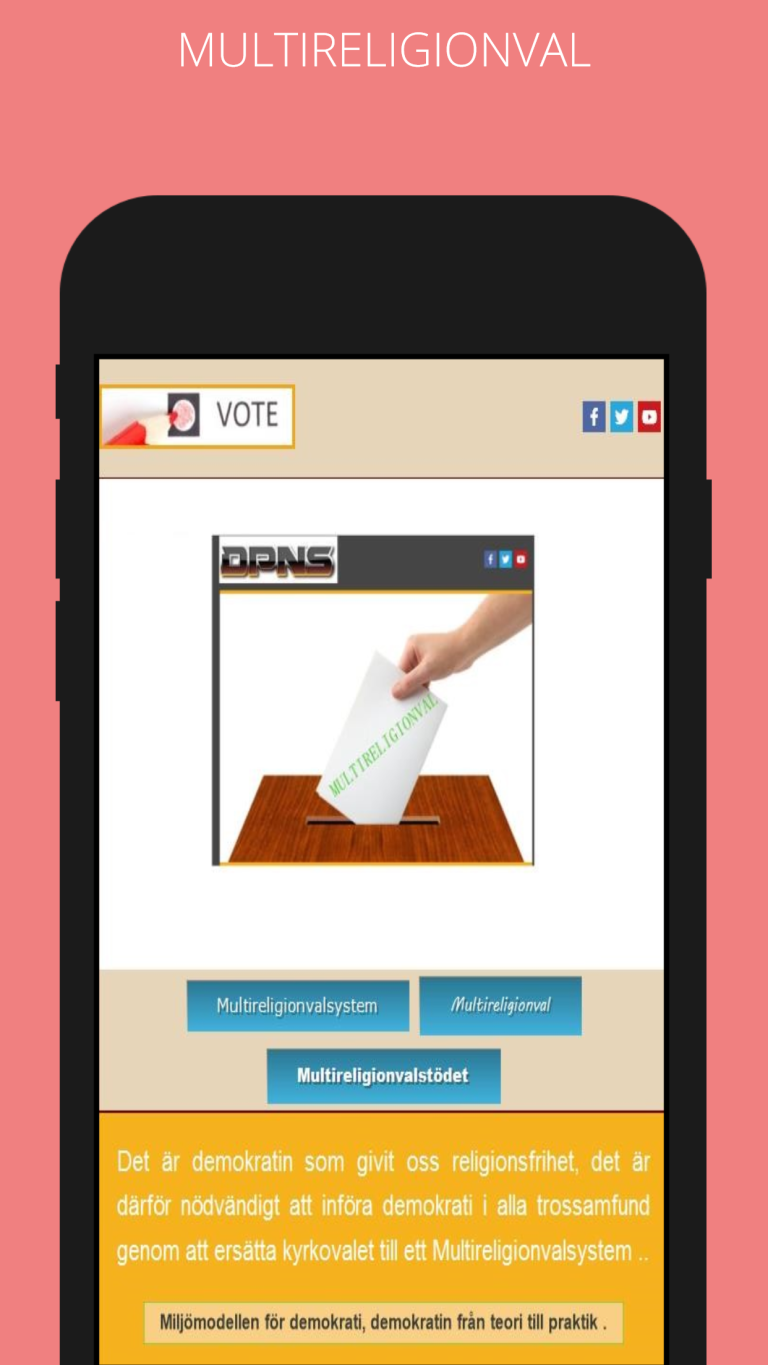 MULTIRELIGIONVAL
VOTE
DPNS
MULTIRELIGIONVAL
Multireligionvalsystem
Multireligionval
Multireligionvalstödet
Det är demokratin som givit oss religionsfrihet, det är
därför nödvändigt att införa demokrati i alla trossamfund
genom att ersätta kyrkovalet till ett Multireligionvalsystem ..
Miljömodellen för demokrati, demokratin från teori till praktik .